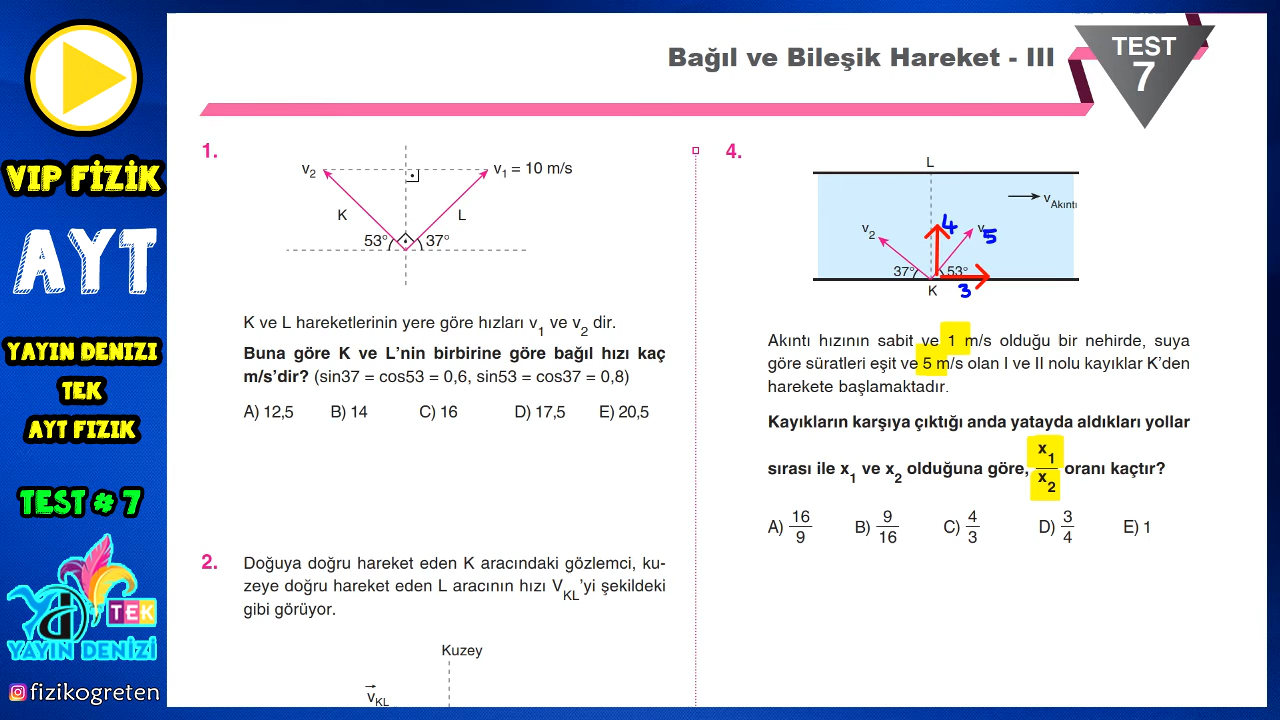 VIP FİZİK
AYT
YAYIN DENIZI
TEK
AYT FIZIK
TEST # 7
TEK
YAYIN DENİZİ
fizikogreten
Bağıl ve Bileşik Hareket - III
TEST
7
1.
v2
v1 = 10 m/s
K
L
53°
37°
K ve L hareketlerinin yere göre hızları v1 ve v2 dir.
Buna göre K ve L’nin birbirine göre bağıl hızı kaç
m/s’dir? (sin37 = cos53 = 0,6, sin53 = cos37 = 0,8)
A) 12,5 B) 14 C) 16 D) 17,5 E) 20,5
2. Doğuya doğru hareket eden K aracındaki gözlemci, ku-
zeye doğru hareket eden L aracının hızı VKL’yi şekildeki
gibi görüyor.
Kuzey
vKL
4.
L
vAkıntı
v2
4
v
5
37°
53°
K
3
Akıntı hızının sabit ve 1 m/s olduğu bir nehirde, suya
göre süratleri eşit ve 5 m/s olan I ve II nolu kayıklar K’den
harekete başlamaktadır.
Kayıkların karşıya çıktığı anda yatayda aldıkları yollar
sırası ile x1 ve x2 olduğuna göre, x1/x2 oranı kaçtır?
A) 16/9 B) 9/16 C) 4/3 D) 3/4 E) 1